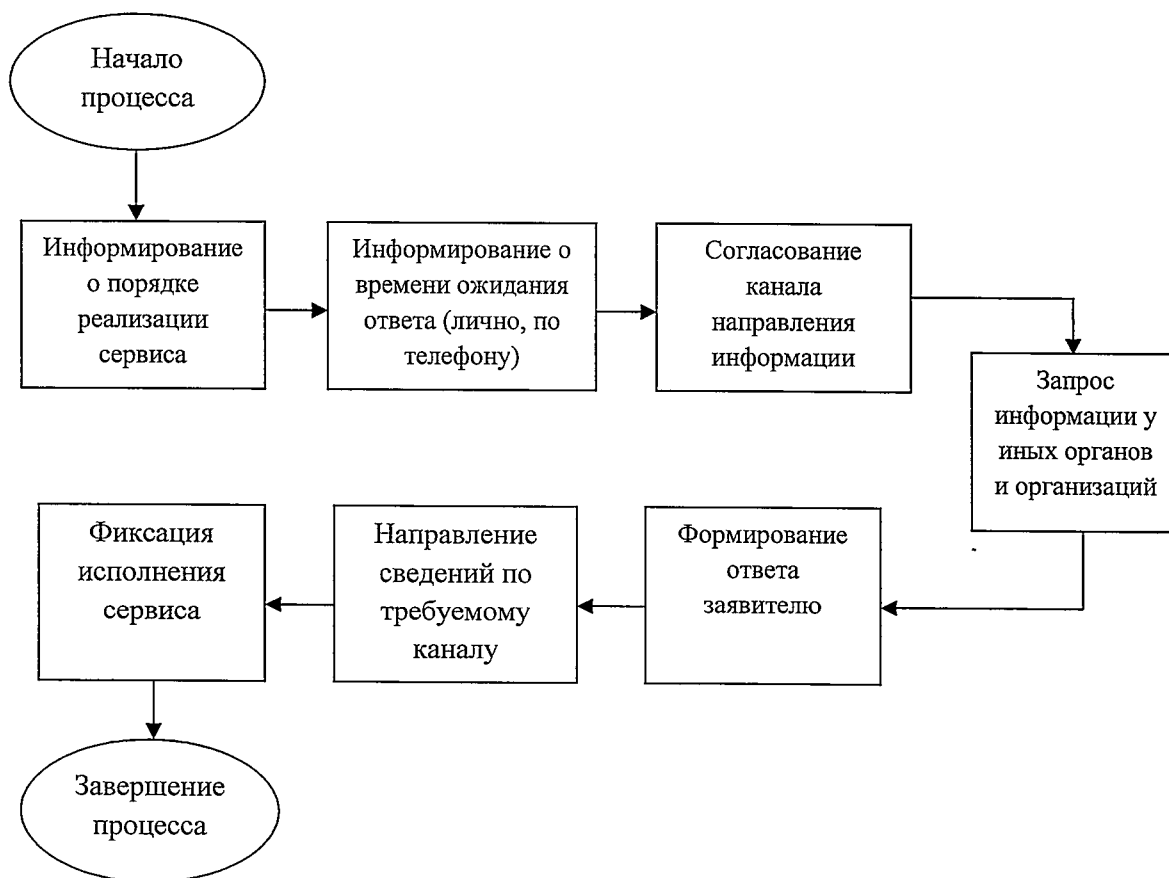 Начало
процесса
Информирование
о порядке
реализации
сервиса
Информирование о
времени ожидания
ответа (лично, по
телефону)
Согласование
канала
направления
информации
Запрос
информации у
иных органов
и организаций
Формирование
ответа
заявителю
Направление
сведений по
требуемому
каналу
Фиксация
исполнения
сервиса
Завершение
процесса